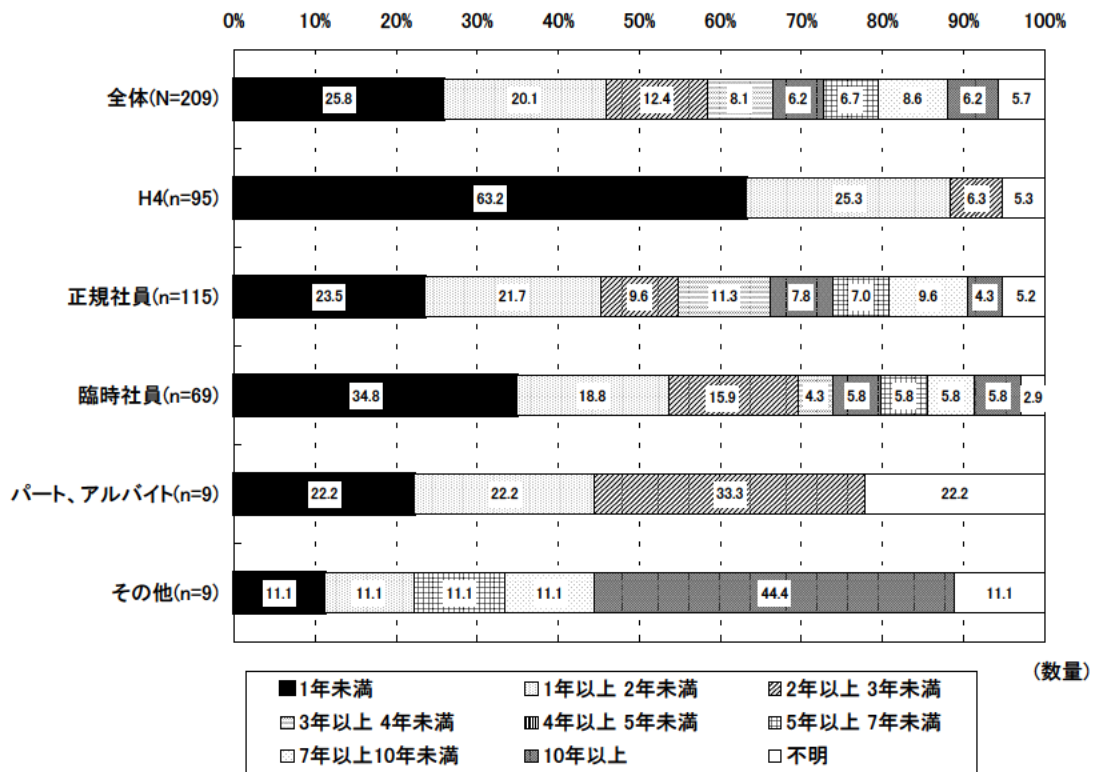 0% 10% 20% 30% 40% 50% 60% 70% 80% 90% 100%
全体(N=209) 25.8 20.1 12.4 8.1 6.2 6.7 8.6 6.2 5.7
H4(n=95) 63.2 25.3 6.3 5.3
正規社員(n=115) 23.5 21.7 9.6 11.3 7.8 7.0 9.6 4.3 5.2
臨時社員(n=69) 34.8 18.8 15.9 4.3 5.8 5.8 5.8 5.8 2.9
パート、アルバイト(n=9) 22.2 22.2 33.3 22.2
その他(n=9) 11.1 11.1 11.1 11.1 44.4 11.1
(数量)
1年未満 1年以上 2年未満 2年以上 3年未満
3年以上 4年未満 4年以上 5年未満 5年以上 7年未満
7年以上10年未満 10年以上 不明